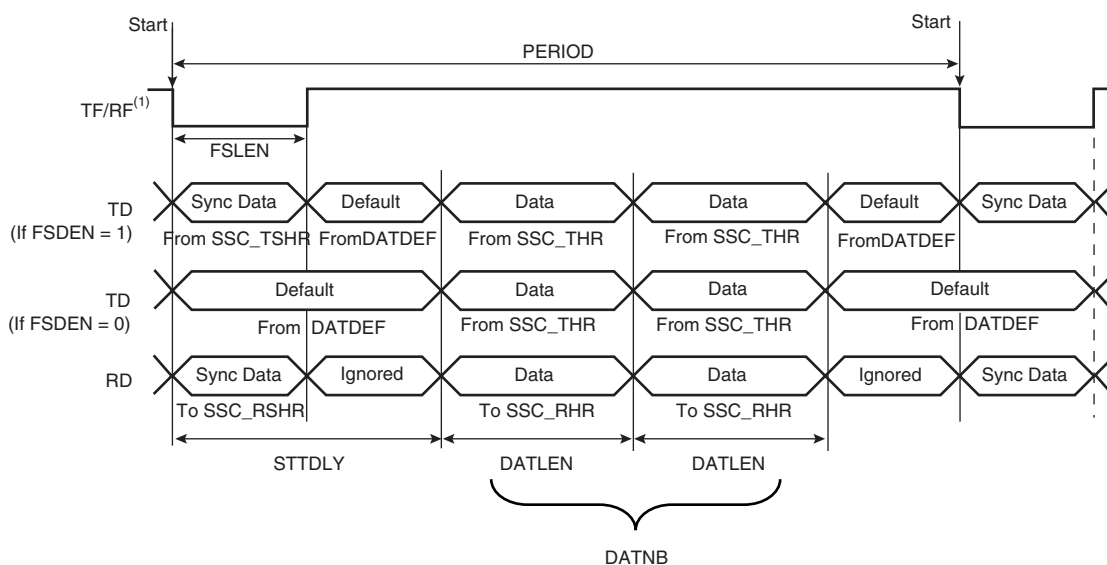 Start
Start
PERIOD
TF/RF(1)
FSLEN
TD
(If FSDEN = 1)
Sync Data
Default
Data
Data
Default
Sync Data
From SSC_TSHR
FromDATDEF
From SSC_THR
From SSC_THR
FromDATDEF
TD
(If FSDEN = 0)
Default
Data
Data
Default
From DATDEF
From SSC_THR
From SSC_THR
From DATDEF
RD
Sync Data
Ignored
Data
Data
Ignored
Sync Data
To SSC_RSHR
To SSC_RHR
To SSC_RHR
STTDLY
DATLEN
DATLEN
DATNB